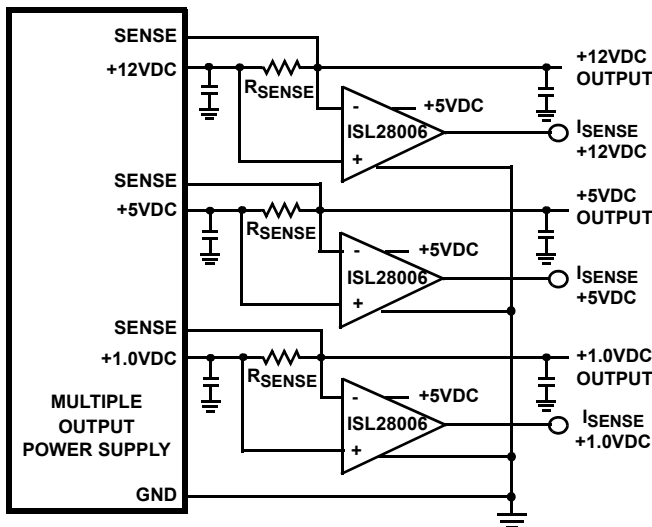 SENSE
+12VDC
RSENSE
+12VDC
OUTPUT
-
+5VDC
ISL28006
+
ISENSE
+12VDC
SENSE
+5VDC
RSENSE
+5VDC
OUTPUT
-
+5VDC
ISL28006
+
ISENSE
+5VDC
SENSE
+1.0VDC
RSENSE
+1.0VDC
OUTPUT
-
+5VDC
ISL28006
+
ISENSE
+1.0VDC
MULTIPLE
OUTPUT
POWER SUPPLY
GND